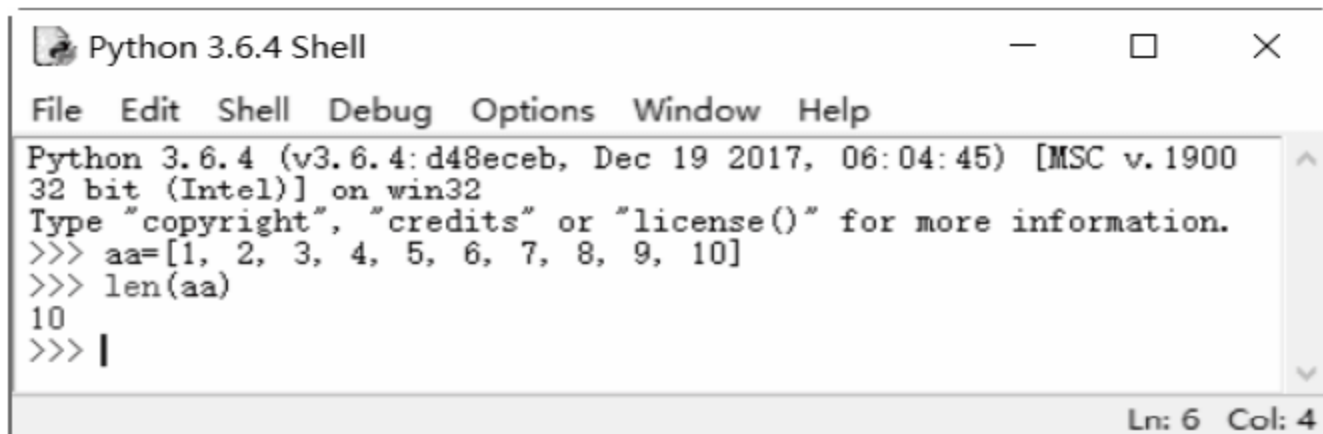 Python 3.6.4 Shell
File Edit Shell Debug Options Window Help
Python 3.6.4 (v3.6.4:d48eceb, Dec 19 2017, 06:04:45) [MSC v.1900
32 bit (Intel)] on win32
Type "copyright", "credits" or "license()" for more information.
>>> aa=[1, 2, 3, 4, 5, 6, 7, 8, 9, 10]
>>> len(aa)
10
>>>
Ln: 6 Col: 4